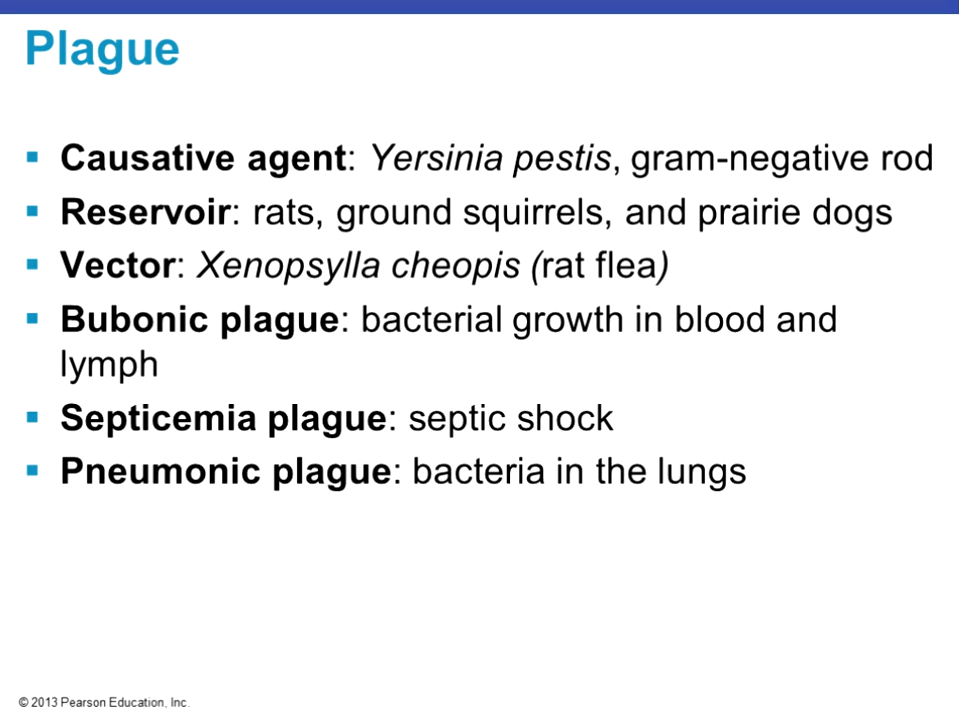 Plague
▪ Causative agent: Yersinia pestis, gram-negative rod
▪ Reservoir: rats, ground squirrels, and prairie dogs
▪ Vector: Xenopsylla cheopis (rat flea)
▪ Bubonic plague: bacterial growth in blood and
lymph
▪ Septicemia plague: septic shock
▪ Pneumonic plague: bacteria in the lungs
© 2013 Pearson Education, Inc.